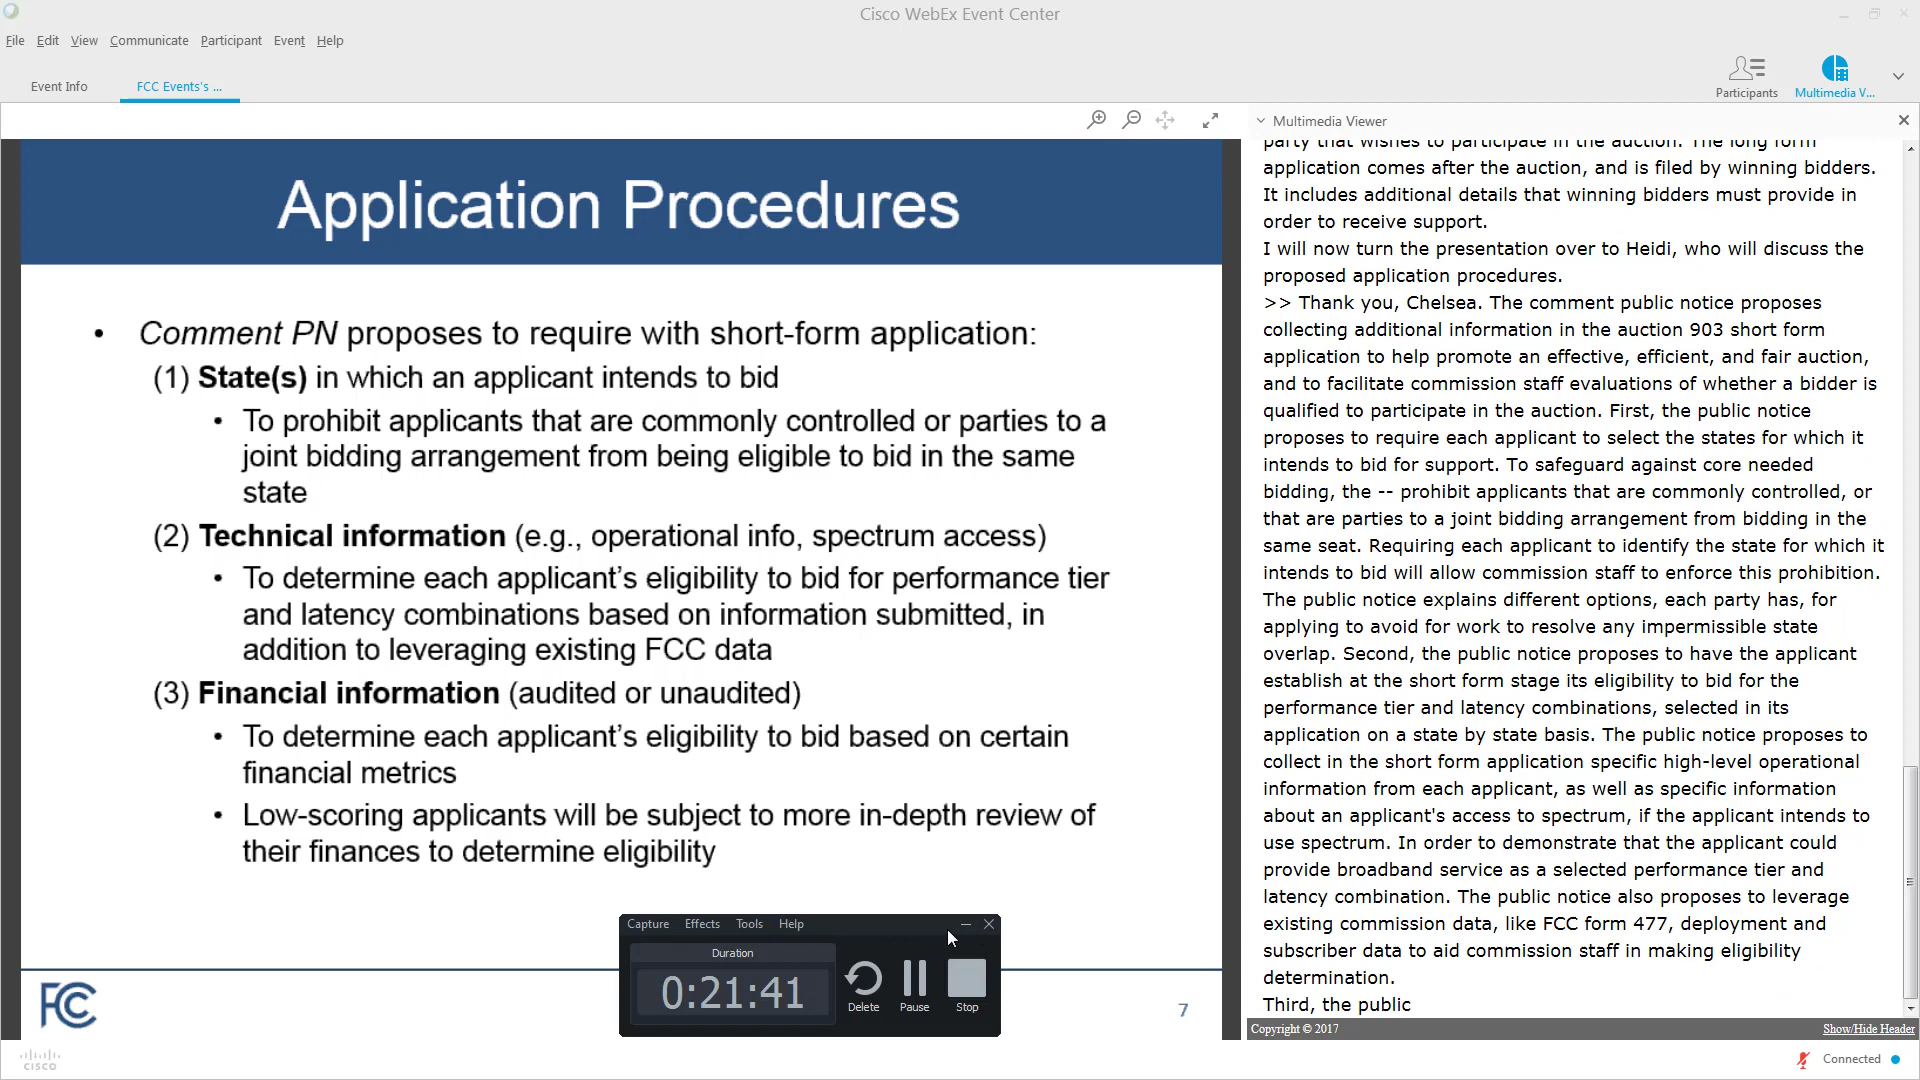 Cisco WebEx Event Center
File Edit View Communicate Participant Event Help
Event Info
FCC Events's ...
Participants
Multimedia V...
Application Procedures
• Comment PN proposes to require with short-form application:
(1) State(s) in which an applicant intends to bid
• To prohibit applicants that are commonly controlled or parties to a
joint bidding arrangement from being eligible to bid in the same
state
(2) Technical information (e.g., operational info, spectrum access)
• To determine each applicant's eligibility to bid for performance tier
and latency combinations based on information submitted, in
addition to leveraging existing FCC data
(3) Financial information (audited or unaudited)
• To determine each applicant's eligibility to bid based on certain
financial metrics
• Low-scoring applicants will be subject to more in-depth review of
their finances to determine eligibility
FCC
7
Capture Effects Tools Help
Duration
0:21:41
Delete
Pause
Stop
Multimedia Viewer
party that wishes to participate in the auction. The long form
application comes after the auction, and is filed by winning bidders.
It includes additional details that winning bidders must provide in
order to receive support.
I will now turn the presentation over to Heidi, who will discuss the
proposed application procedures.
>> Thank you, Chelsea. The comment public notice proposes
collecting additional information in the auction 903 short form
application to help promote an effective, efficient, and fair auction,
and to facilitate commission staff evaluations of whether a bidder is
qualified to participate in the auction. First, the public notice
proposes to require each applicant to select the states for which it
intends to bid for support. To safeguard against core needed
bidding, the -- prohibit applicants that are commonly controlled, or
that are parties to a joint bidding arrangement from bidding in the
same seat. Requiring each applicant to identify the state for which it
intends to bid will allow commission staff to enforce this prohibition.
The public notice explains different options, each party has, for
applying to avoid for work to resolve any impermissible state
overlap. Second, the public notice proposes to have the applicant
establish at the short form stage its eligibility to bid for the
performance tier and latency combinations, selected in its
application on a state by state basis. The public notice proposes to
collect in the short form application specific high-level operational
information from each applicant, as well as specific information
about an applicant's access to spectrum, if the applicant intends to
use spectrum. In order to demonstrate that the applicant could
provide broadband service as a selected performance tier and
latency combination. The public notice also proposes to leverage
existing commission data, like FCC form 477, deployment and
subscriber data to aid commission staff in making eligibility
determination.
Third, the public
Copyright © 2017
Show/Hide Header
cisco
Connected